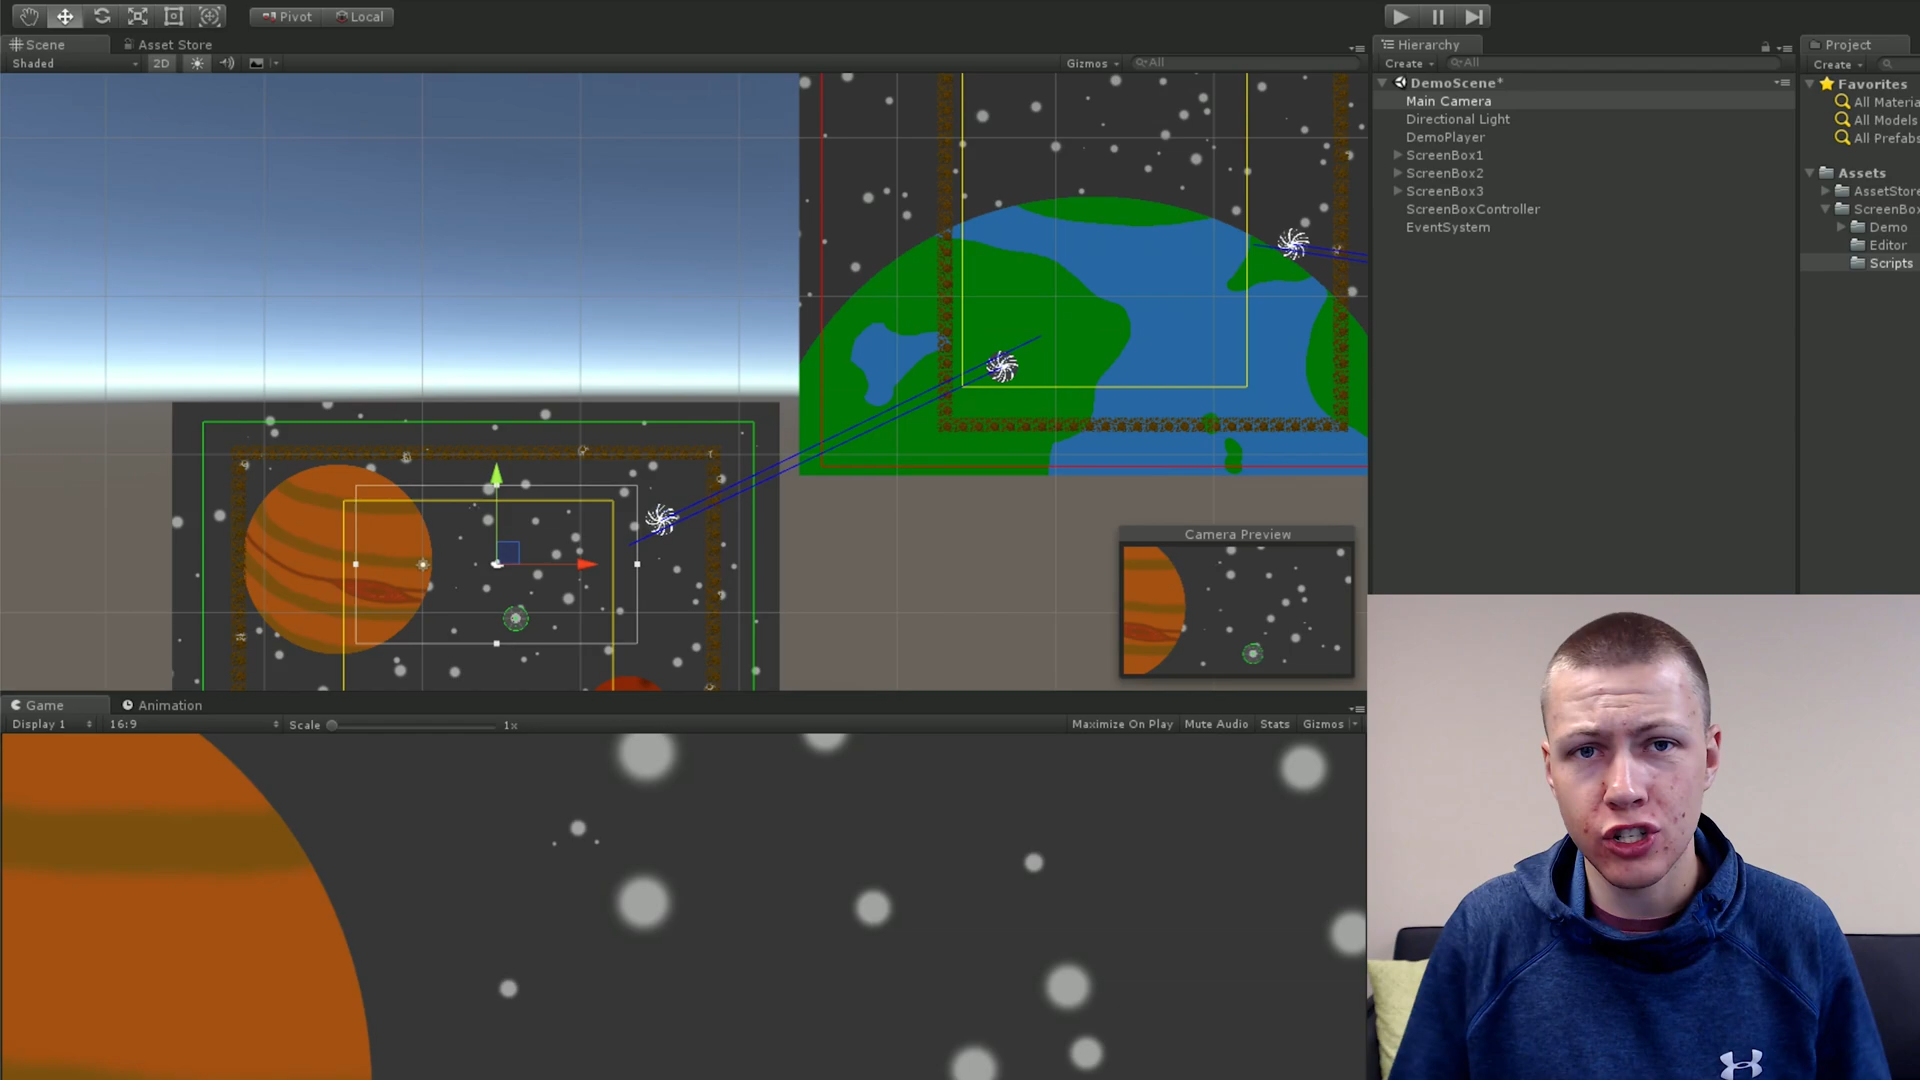 Pivot Local
Scene Asset Store
Shaded 2D Gizmos All
Hierarchy
Create All
DemoScene*
Main Camera
Directional Light
DemoPlayer
ScreenBox1
ScreenBox2
ScreenBox3
ScreenBoxController
EventSystem
Project
Create
Favorites
All Materia
All Models
All Prefabs
Assets
AssetStore
ScreenBox
Demo
Editor
Scripts
Camera Preview
Game Animation
Display 1 16:9 Scale 1x Maximize On Play Mute Audio Stats Gizmos